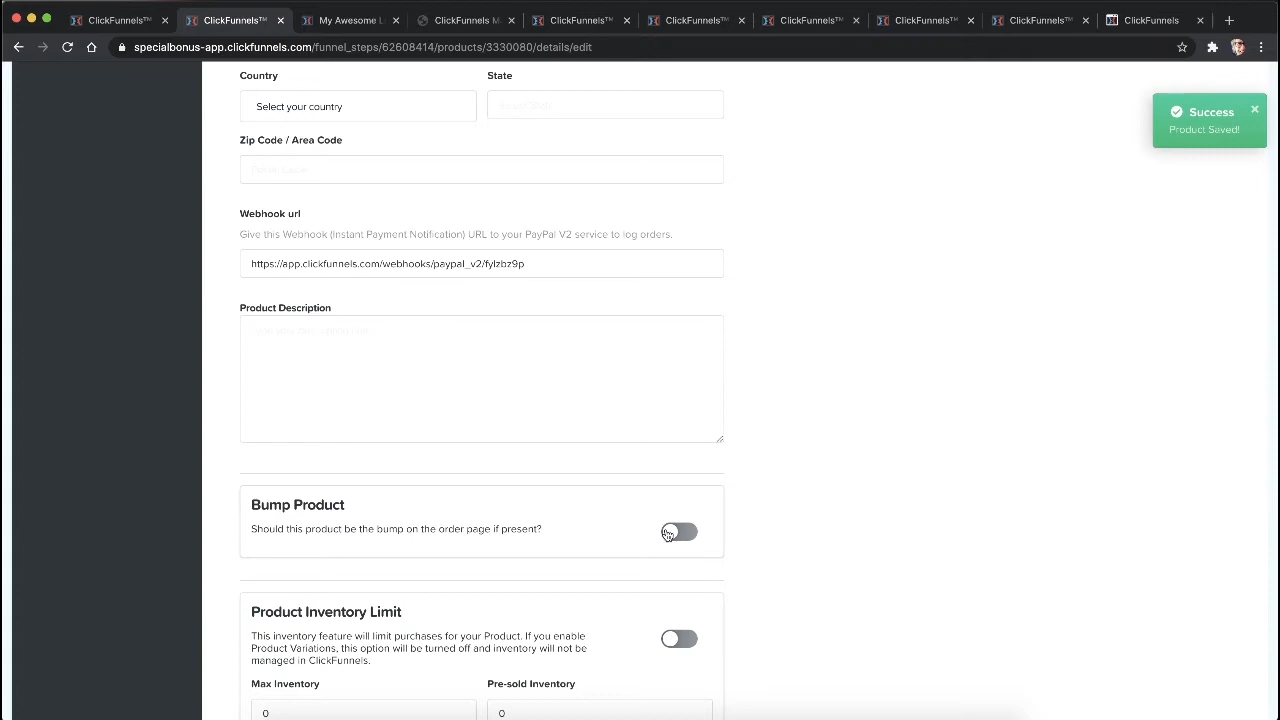 ClickFunnels™
ClickFunnels™
My Awesome L
ClickFunnels M
ClickFunnels™
ClickFunnels™
ClickFunnels™
ClickFunnels™
ClickFunnels™
ClickFunnels
specialbonus-app.clickfunnels.com/funnel_steps/62608414/products/3330080/details/edit
Success
Product Saved!
Country
State
Select your country
Zip Code / Area Code
Webhook url
Give this Webhook (Instant Payment Notification) URL to your PayPal V2 service to log orders.
https://app.clickfunnels.com/webhooks/paypal_v2/fylzbz9p
Product Description
Bump Product
Should this product be the bump on the order page if present?
Product Inventory Limit
This inventory feature will limit purchases for your Product. If you enable
Product Variations, this option will be turned off and inventory will not be
managed in ClickFunnels.
Max Inventory
Pre-sold Inventory
0
0